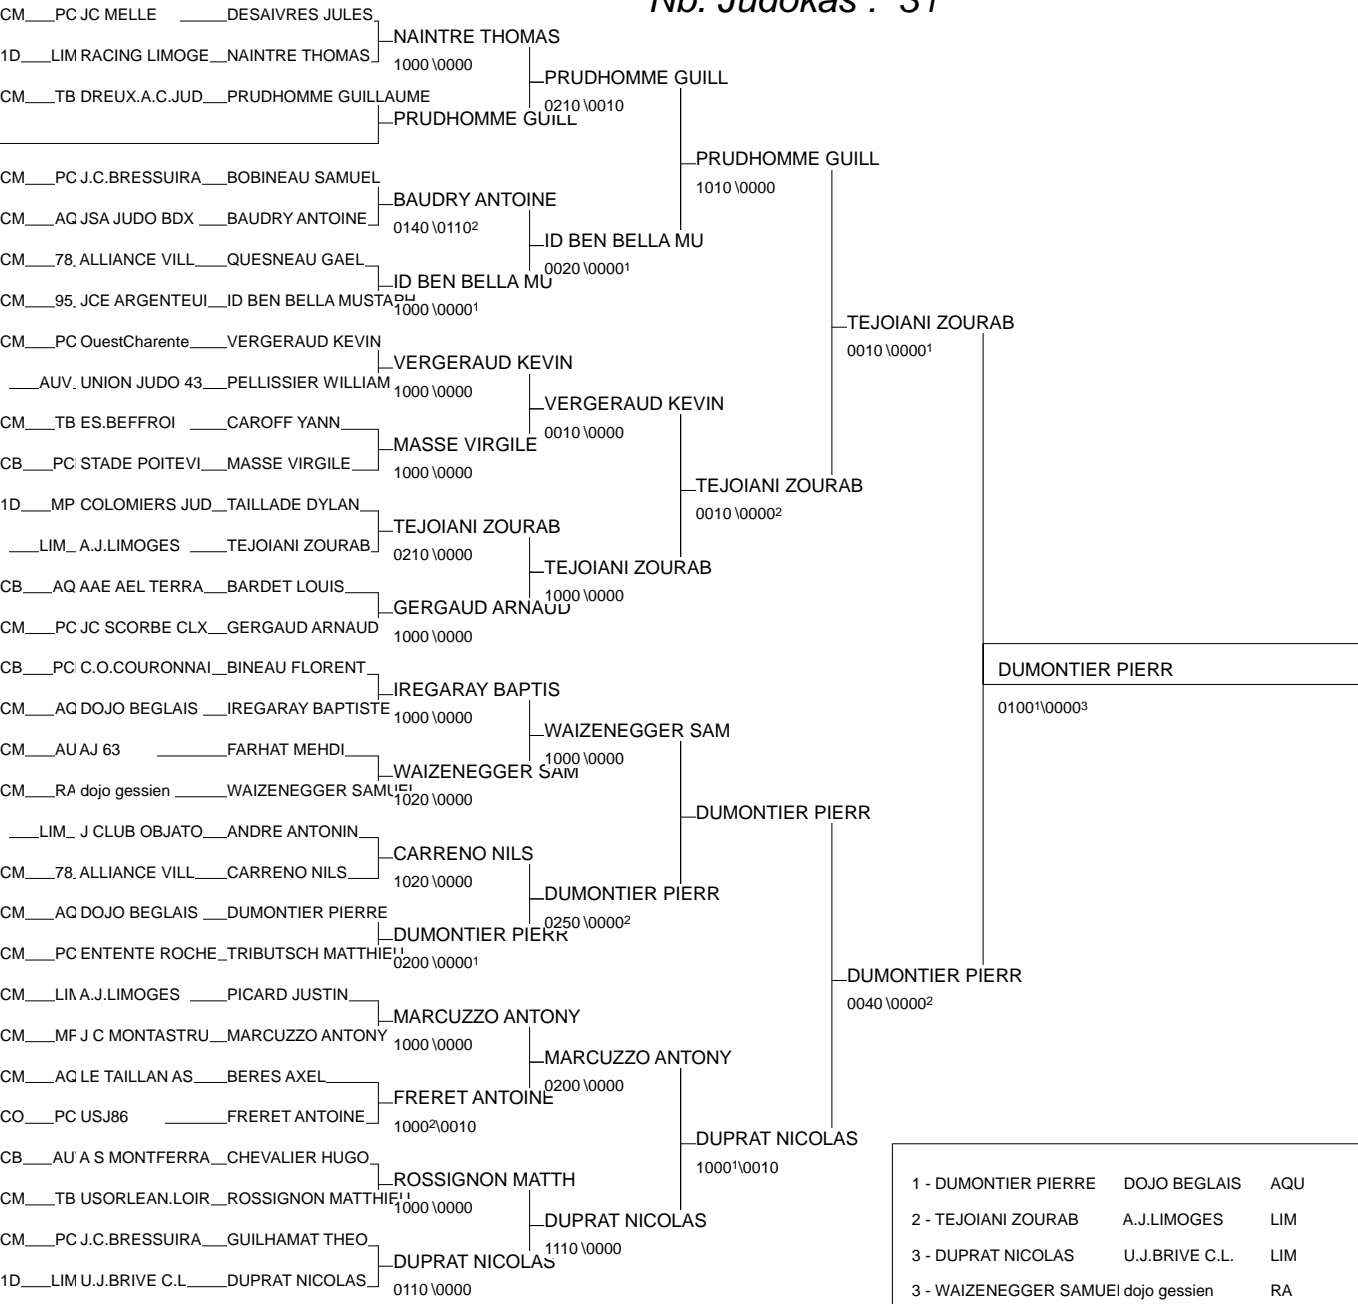 Nb. Judokas : 31
CM PC JC MELLE DESAIVRES JULES
NAINTRE THOMAS
1D LIM RACING LIMOGE NAINTRE THOMAS
1000 \0000
PRUDHOMME GUILL
CM TB DREUX.A.C.JUD PRUDHOMME GUILLAUME
0210 \0010
PRUDHOMME GUILL
PRUDHOMME GUILL
1010 \0000
CM PC J.C.BRESSUIRA BOBINEAU SAMUEL
BAUDRY ANTOINE
CM AQ JSA JUDO BDX BAUDRY ANTOINE
0140 \0110²
ID BEN BELLA MU
CM 78 ALLIANCE VILL QUESNEAU GAEL
0020 \0000¹
ID BEN BELLA MU
CM 95 JCE ARGENTEUI ID BEN BELLA MUSTAPH
1000 \0000¹
TEJOIANI ZOURAB
0010 \0000¹
CM PC OuestCharente VERGERAUD KEVIN
VERGERAUD KEVIN
AUV UNION JUDO 43 PELLISSIER WILLIAM
1000 \0000
VERGERAUD KEVIN
CM TB ES.BEFFROI CAROFF YANN
0010 \0000
MASSE VIRGILE
CB PC STADE POITEVI MASSE VIRGILE
1000 \0000
TEJOIANI ZOURAB
0010 \0000²
1D MP COLOMIERS JUD TAILLADE DYLAN
TEJOIANI ZOURAB
LIM A.J.LIMOGES TEJOIANI ZOURAB
0210 \0000
TEJOIANI ZOURAB
CB AQ AAE AEL TERRA BARDET LOUIS
1000 \0000
GERGAUD ARNAUD
CM PC JC SCORBE CLX GERGAUD ARNAUD
1000 \0000
DUMONTIER PIERR
0100¹\0000³
CB PC C.O.COURONNAI BINEAU FLORENT
IREGARAY BAPTIS
CM AQ DOJO BEGLAIS IREGARAY BAPTISTE
1000 \0000
WAIZENEGGER SAM
CM AU AJ 63 FARHAT MEHDI
1000 \0000
WAIZENEGGER SAM
CM RA dojo gessien WAIZENEGGER SAMUEL
1020 \0000
DUMONTIER PIERR
LIM J CLUB OBJATO ANDRE ANTONIN
CARRENO NILS
CM 78 ALLIANCE VILL CARRENO NILS
1020 \0000
DUMONTIER PIERR
CM AQ DOJO BEGLAIS DUMONTIER PIERRE
0250 \0000²
DUMONTIER PIERR
CM PC ENTENTE ROCHE TRIBUTSCH MATTHIEU
0200 \0000¹
DUMONTIER PIERR
0040 \0000²
CM LIM A.J.LIMOGES PICARD JUSTIN
MARCUZZO ANTONY
CM MP J C MONTASTRU MARCUZZO ANTONY
1000 \0000
MARCUZZO ANTONY
CM AQ LE TAILLAN AS BERES AXEL
0200 \0000
FRERET ANTOINE
CO PC USJ86 FRERET ANTOINE
1000²\0010
DUPRAT NICOLAS
1000¹\0010
CB AU A S MONTFERRA CHEVALIER HUGO
ROSSIGNON MATTH
CM TB USORLEAN.LOIR ROSSIGNON MATTHIEU
1000 \0000
DUPRAT NICOLAS
CM PC J.C.BRESSUIRA GUILHAMAT THEO
1110 \0000
DUPRAT NICOLAS
1D LIM U.J.BRIVE C.L DUPRAT NICOLAS
0110 \0000
1 - DUMONTIER PIERRE DOJO BEGLAIS AQU
2 - TEJOIANI ZOURAB A.J.LIMOGES LIM
3 - DUPRAT NICOLAS U.J.BRIVE C.L. LIM
3 - WAIZENEGGER SAMUEL dojo gessien RA